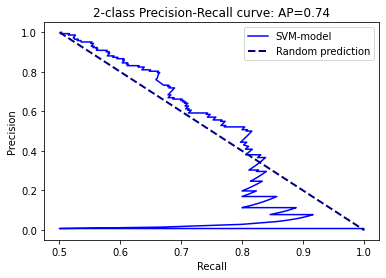 2-class Precision-Recall curve: AP=0.74
SVM-model
Random prediction
Precision
1.0
0.8
0.6
0.4
0.2
0.0
0.5 0.6 0.7 0.8 0.9 1.0
Recall